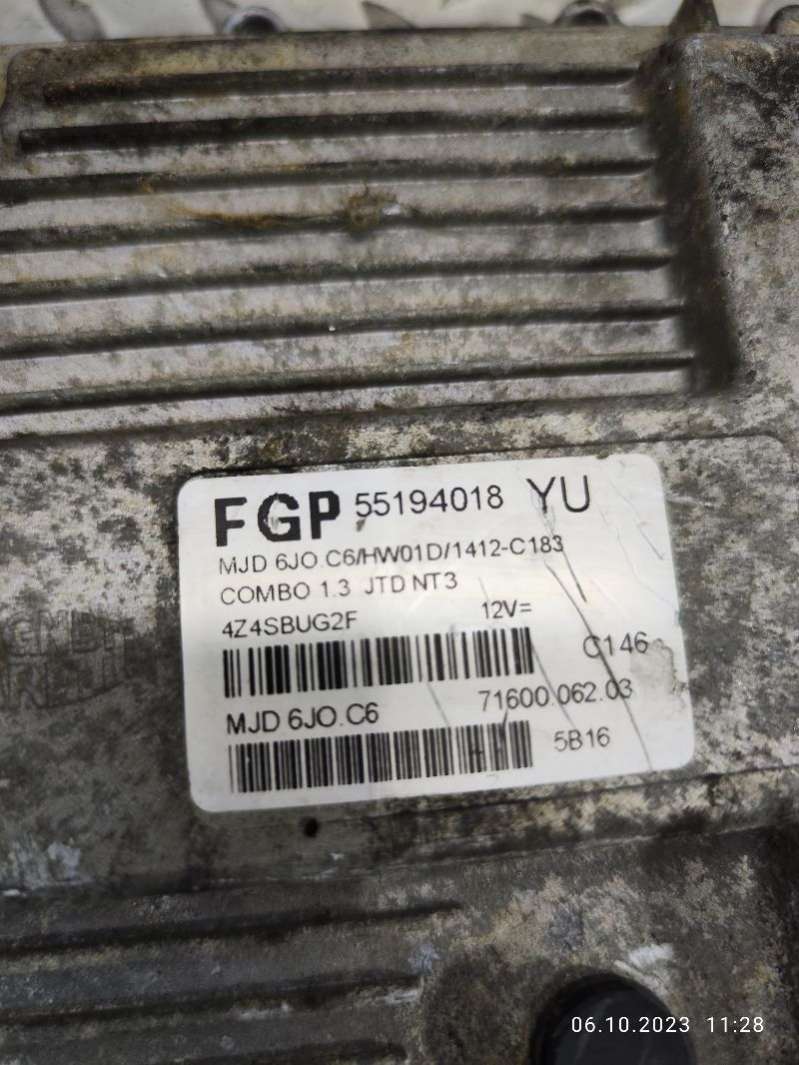 FGP 55194018 YU
MJD 6JO.C6/HW01D/1412-C183
COMBO 1.3 JTD NT3
4Z4SBUG2F 12V=
C146
MJD 6JO.C6 71600.062.03
5B16
06.10.2023 11:28